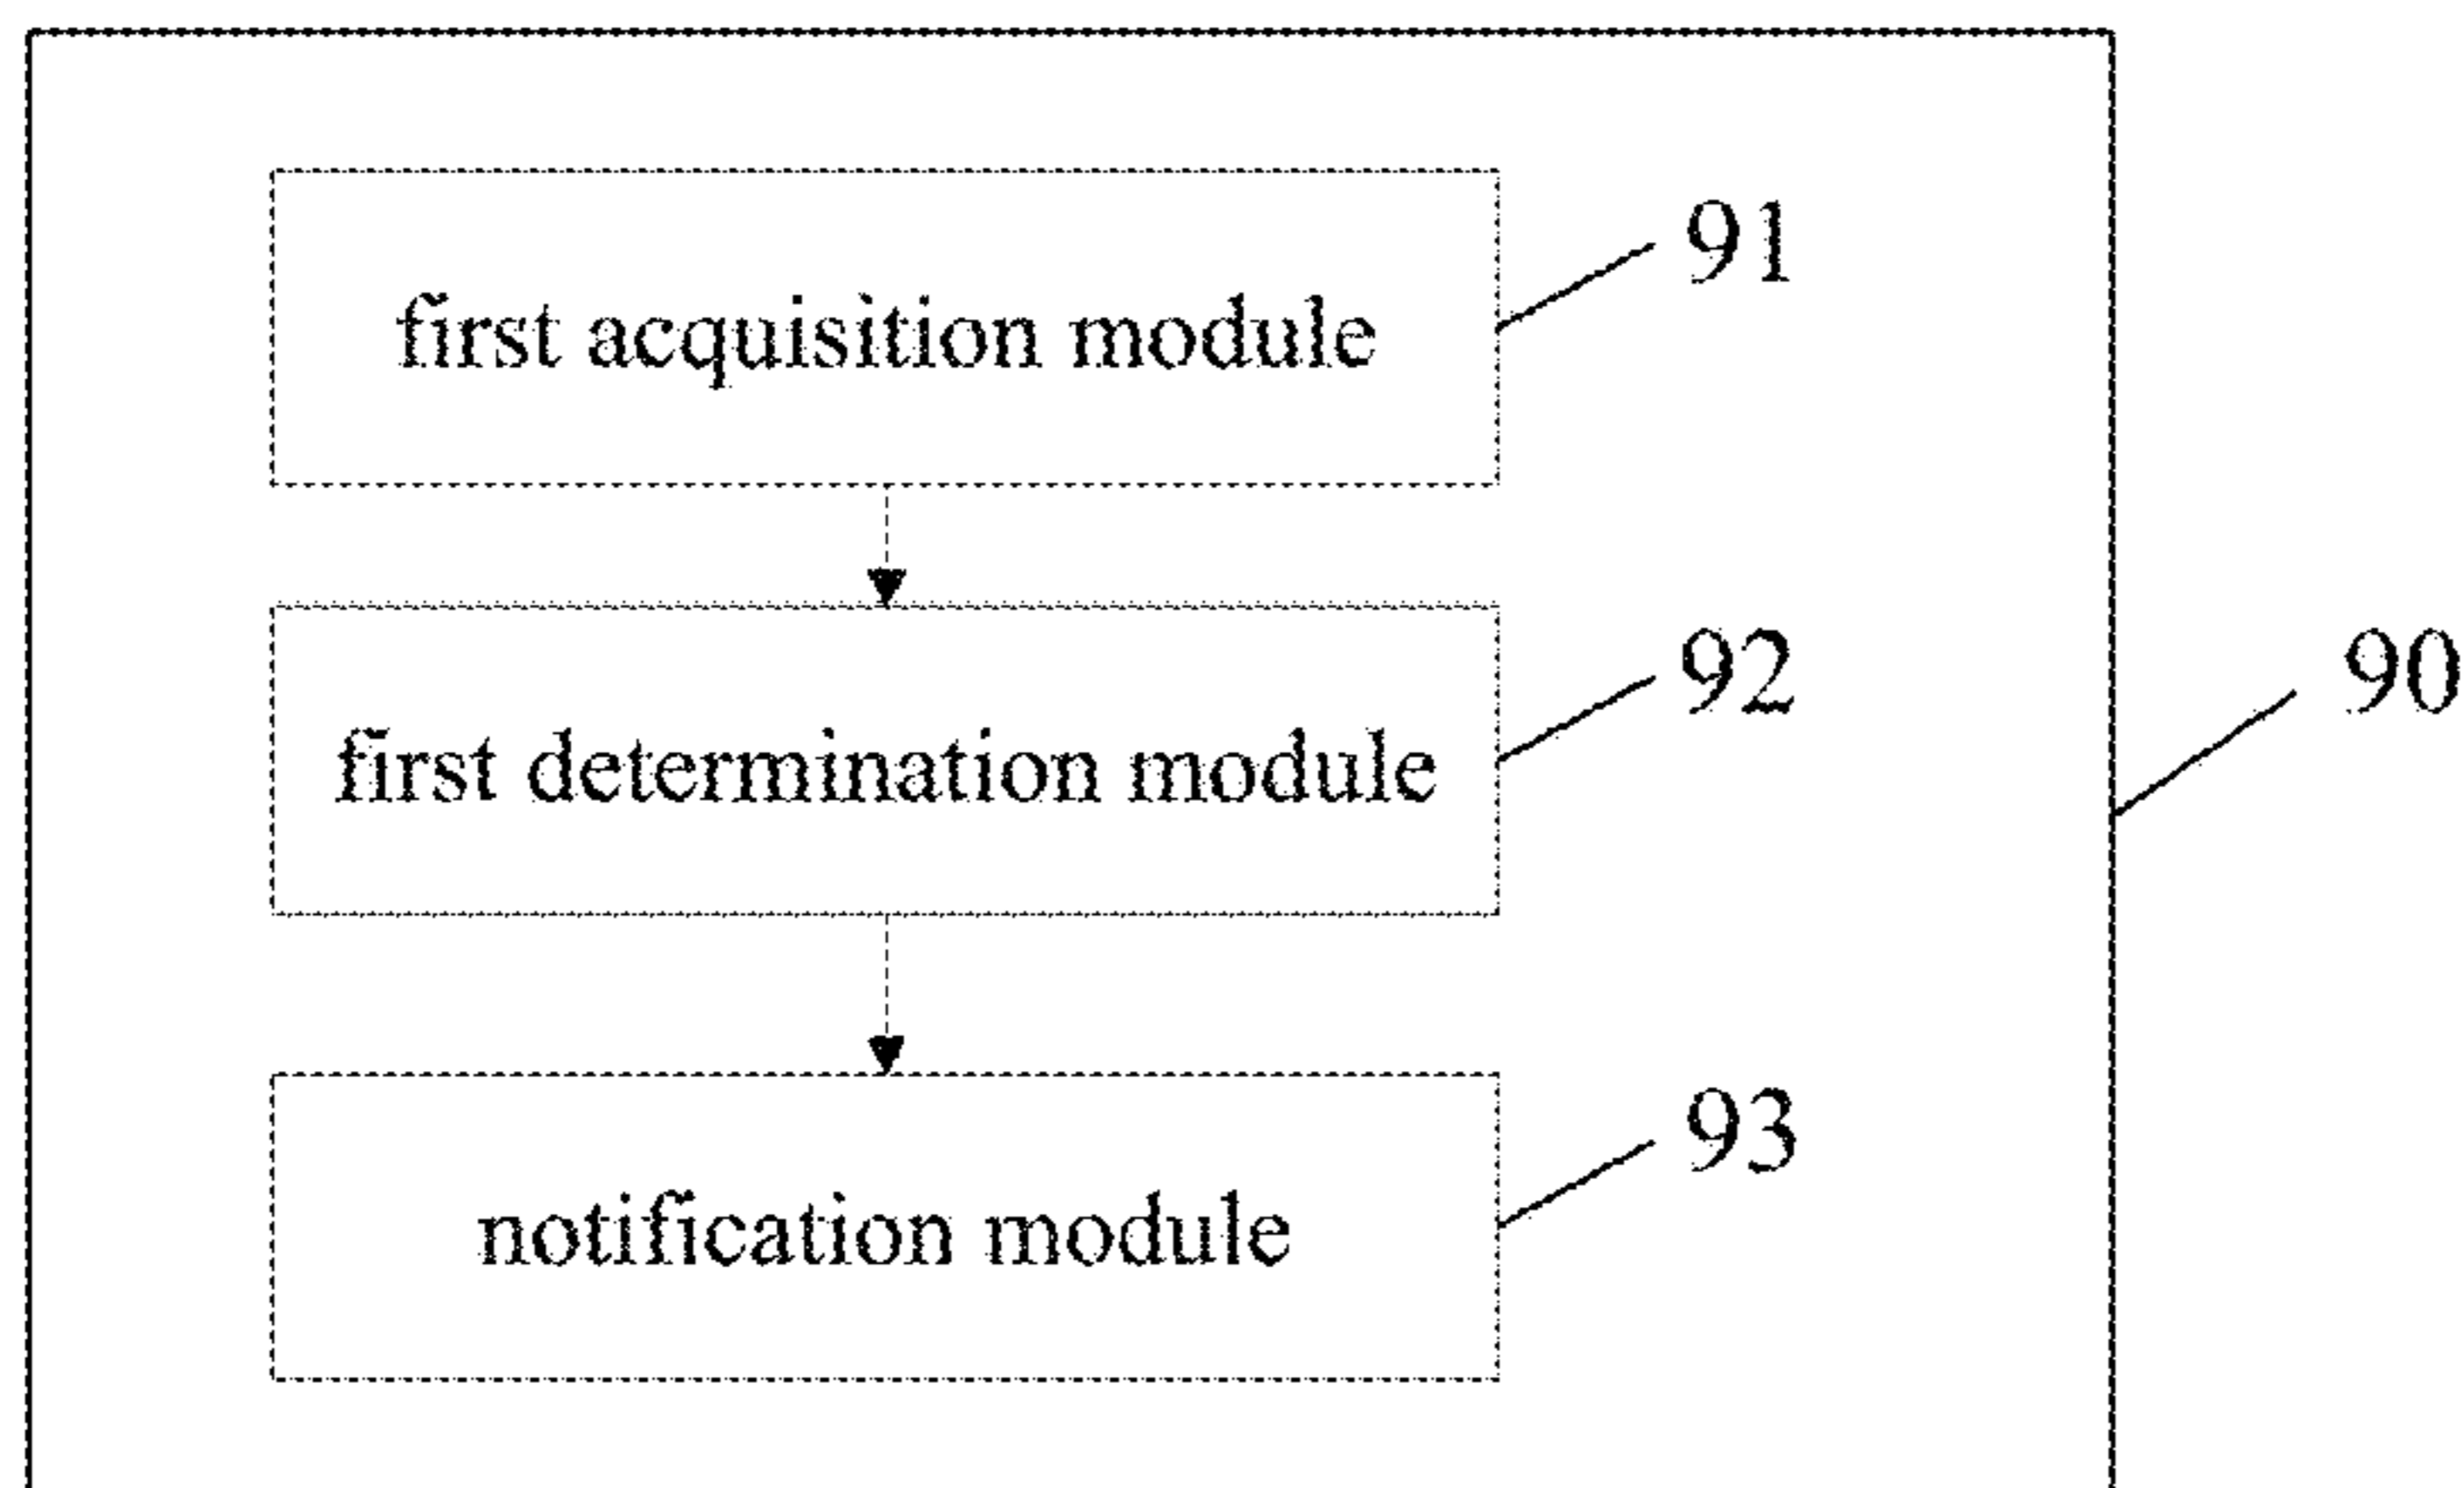 91
first acquisition module
92
90
first determination module
93
notification module